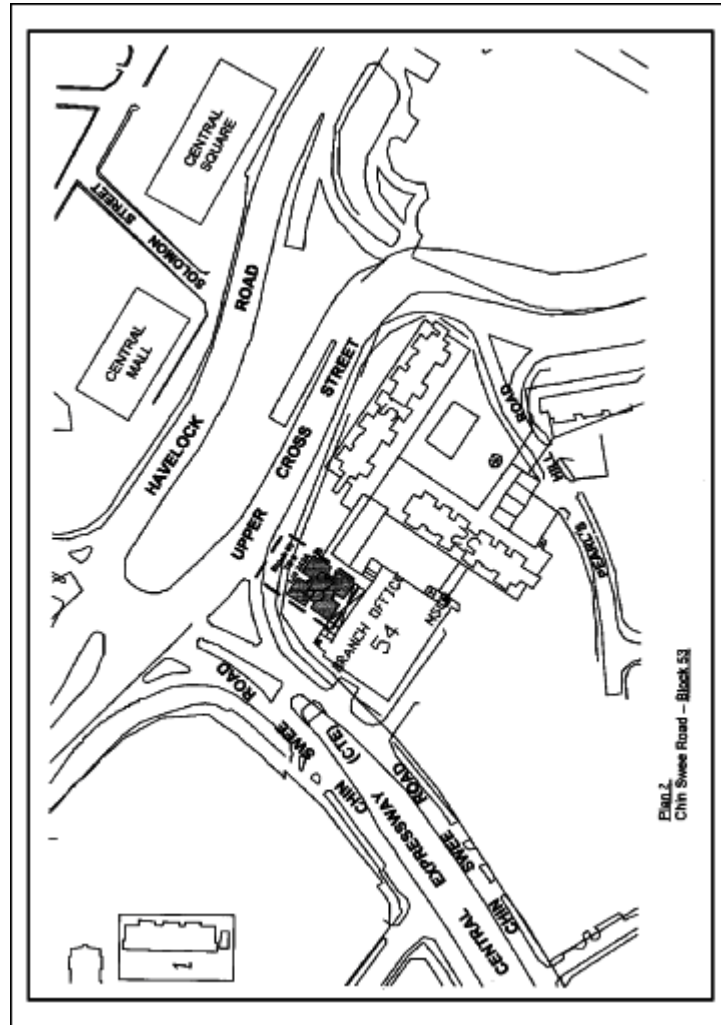 CENTRAL
SQUARE
SOLOMON
STREET
CENTRAL
MALL
HAVELOCK
ROAD
UPPER
CROSS
STREET
ROAD
HILL
PEARL'S
BRANCH OFFICE
54
ROAD
SWEE
CHIN
CENTRAL
EXPRESSWAY
(CTE)
CHIN
SWEE
ROAD
1
Plan 2
Chin Swee Road – Block 53